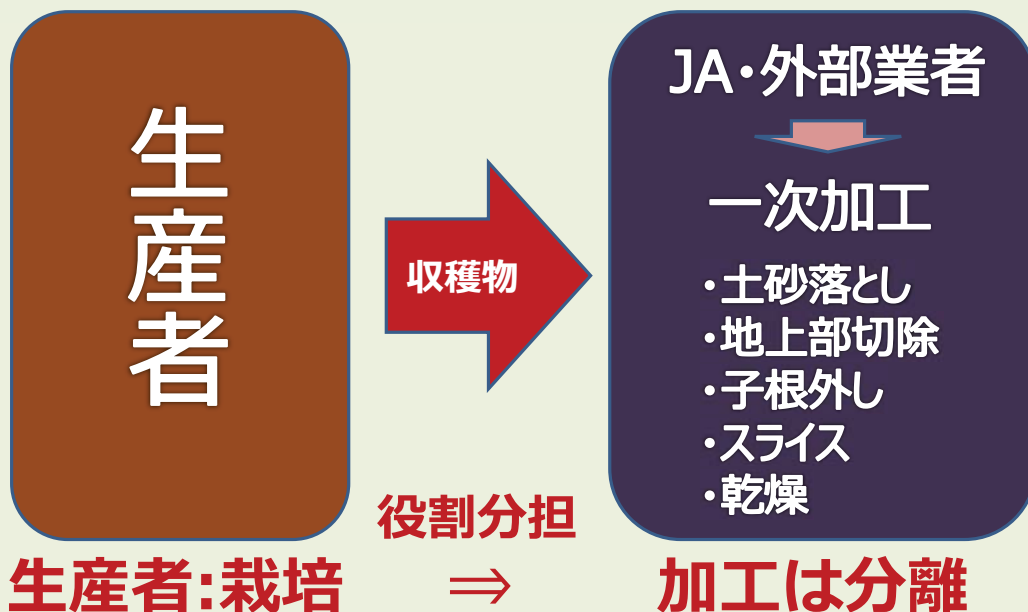 生産者
収穫物
JA・外部業者
一次加工
・土砂落とし
・地上部切除
・子根外し
・スライス
・乾燥
役割分担
生産者:栽培 ⇒ 加工は分離